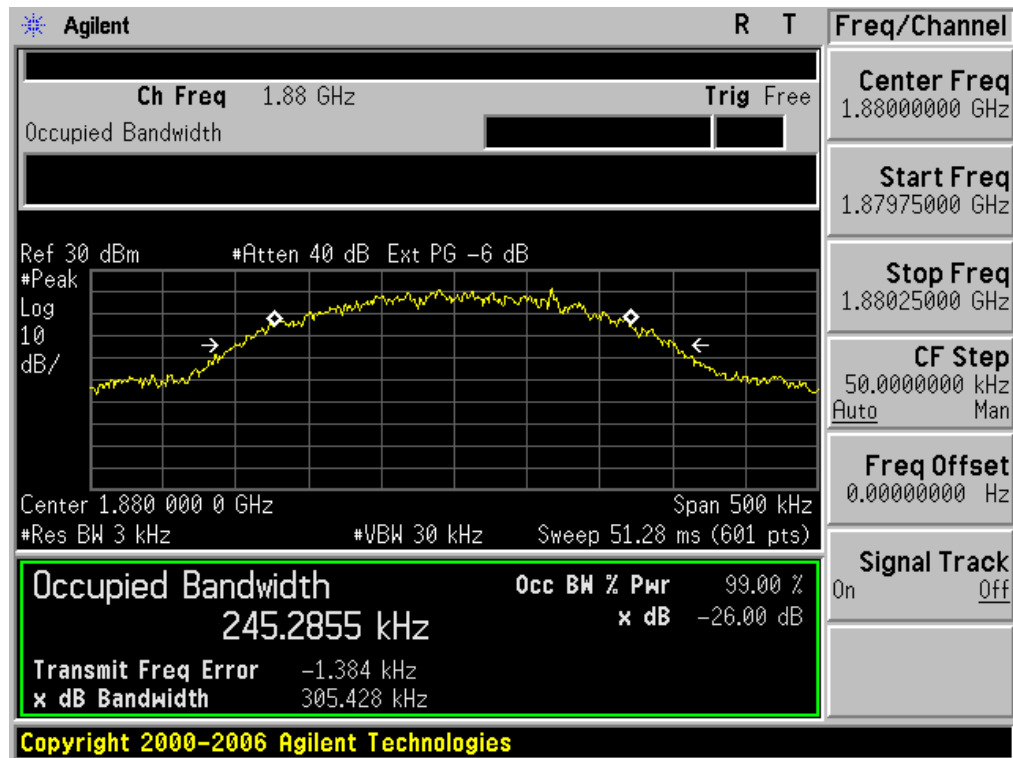 Agilent R T
Ch Freq 1.88 GHz Trig Free
Occupied Bandwidth
Ref 30 dBm #Atten 40 dB Ext PG -6 dB
#Peak
Log
10
dB/
Center 1.880 000 0 GHz Span 500 kHz
#Res BW 3 kHz #VBW 30 kHz Sweep 51.28 ms (601 pts)
Occupied Bandwidth Occ BW % Pwr 99.00 %
245.2855 kHz x dB -26.00 dB
Transmit Freq Error -1.384 kHz
x dB Bandwidth 305.428 kHz
Copyright 2000-2006 Agilent Technologies
Freq/Channel
Center Freq
1.88000000 GHz
Start Freq
1.87975000 GHz
Stop Freq
1.88025000 GHz
CF Step
50.0000000 kHz
Auto Man
Freq Offset
0.00000000 Hz
Signal Track
On Off